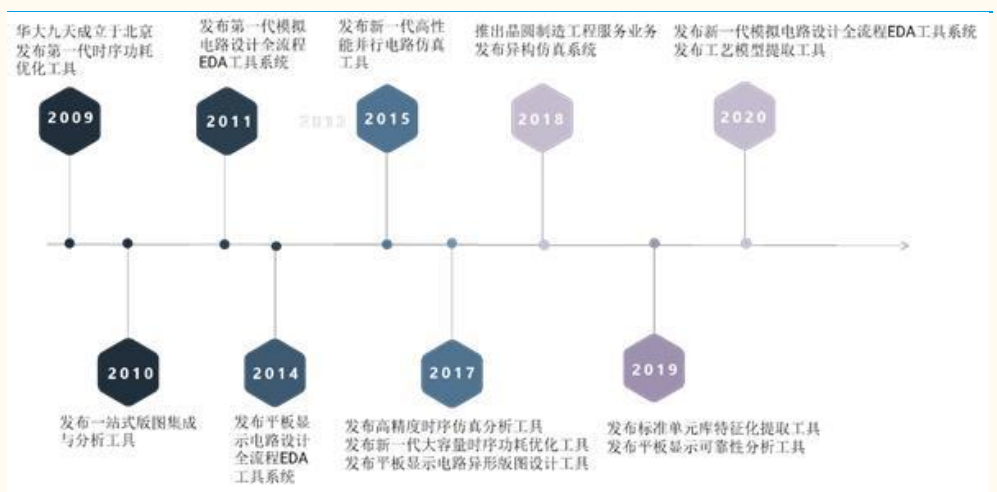 华大九天成立于北京
发布第一代时序功耗
优化工具
发布第一代模拟
电路设计全流程
EDA工具系统
发布新一代高性
能并行电路仿真
工具
推出晶圆制造工程服务业务
发布异构仿真系统
发布新一代模拟电路设计全流程EDA工具系统
发布工艺模型提取工具
2009
2011
2015
2018
2020
2010
2014
2017
2019
发布一站式版图集成
与分析工具
发布平板显
示电路设计
全流程EDA
工具系统
发布高精度时序仿真分析工具
发布新一代大容量时序功耗优化工具
发布平板显示电路异形版图设计工具
发布标准单元库特征化提取工具
发布平板显示可靠性分析工具